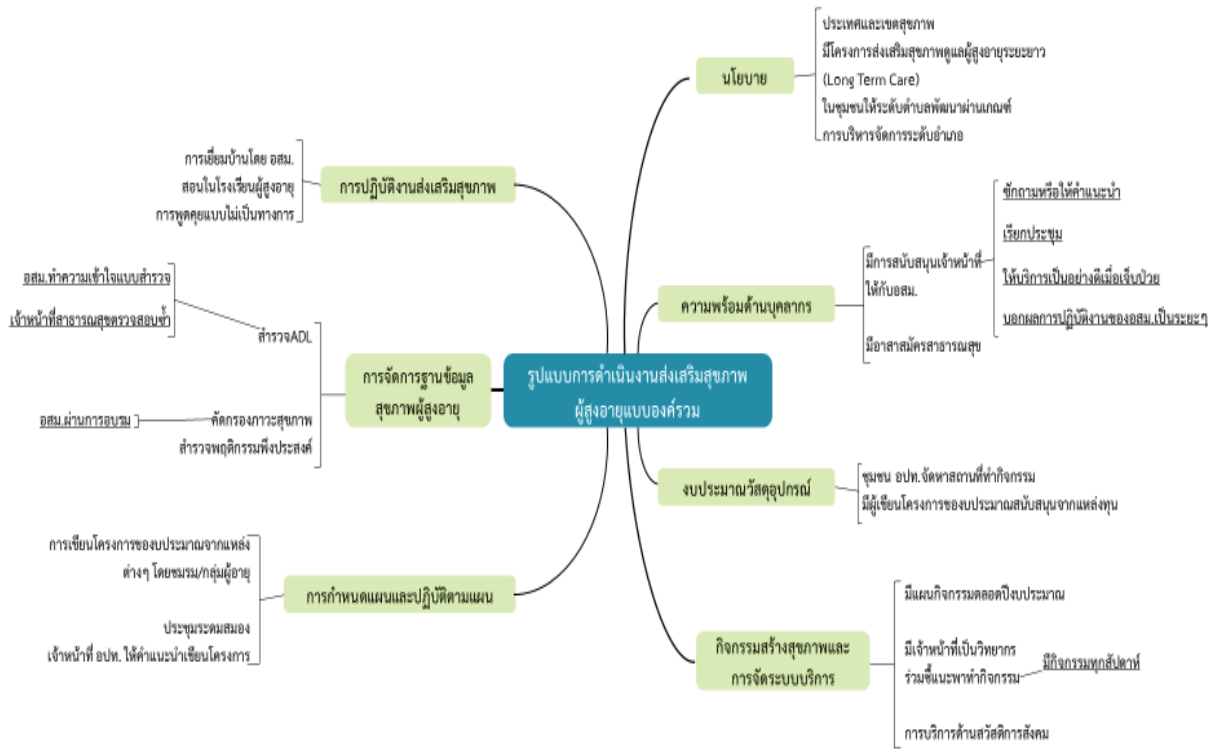 รูปแบบการดำเนินงานส่งเสริมสุขภาพ
ผู้สูงอายุแบบองค์รวม
นโยบาย
ประเทศและเขตสุขภาพ
มีโครงการส่งเสริมสุขภาพดูแลผู้สูงอายุระยะยาว
(Long Term Care)
ในชุมชนให้ระดับตำบลพัฒนาผ่านเกณฑ์
การบริหารจัดการระดับอำเภอ
ความพร้อมด้านบุคลากร
มีการสนับสนุนเจ้าหน้าที่
ให้กับอสม.
ซักถามหรือให้คำแนะนำ
เรียกประชุม
ให้บริการเป็นอย่างดีเมื่อเจ็บป่วย
บอกผลการปฏิบัติงานของอสม.เป็นระยะๆ
มีอาสาสมัครสาธารณสุข
งบประมาณวัสดุอุปกรณ์
ชุมชน อปท.จัดหาสถานที่ทำกิจกรรม
มีผู้เขียนโครงการของบประมาณสนับสนุนจากแหล่งทุน
กิจกรรมสร้างสุขภาพและ
การจัดระบบบริการ
มีแผนกิจกรรมตลอดปีงบประมาณ
มีเจ้าหน้าที่เป็นวิทยากร
ร่วมชี้แนะพาทำกิจกรรม
มีกิจกรรมทุกสัปดาห์
การบริการด้านสวัสดิการสังคม
การปฏิบัติงานส่งเสริมสุขภาพ
การเยี่ยมบ้านโดย อสม.
สอนในโรงเรียนผู้สูงอายุ
การพูดคุยแบบไม่เป็นทางการ
การจัดการฐานข้อมูล
สุขภาพผู้สูงอายุ
สำรวจADL
อสม.ทำความเข้าใจแบบสำรวจ
เจ้าหน้าที่สาธารณสุขตรวจสอบซ้ำ
คัดกรองภาวะสุขภาพ
อสม.ผ่านการอบรม
สำรวจพฤติกรรมพึงประสงค์
การกำหนดแผนและปฏิบัติตามแผน
การเขียนโครงการของบประมาณจากแหล่ง
ต่างๆ โดยชมรม/กลุ่มผู้อายุ
ประชุมระดมสมอง
เจ้าหน้าที่ อปท. ให้คำแนะนำเขียนโครงการ